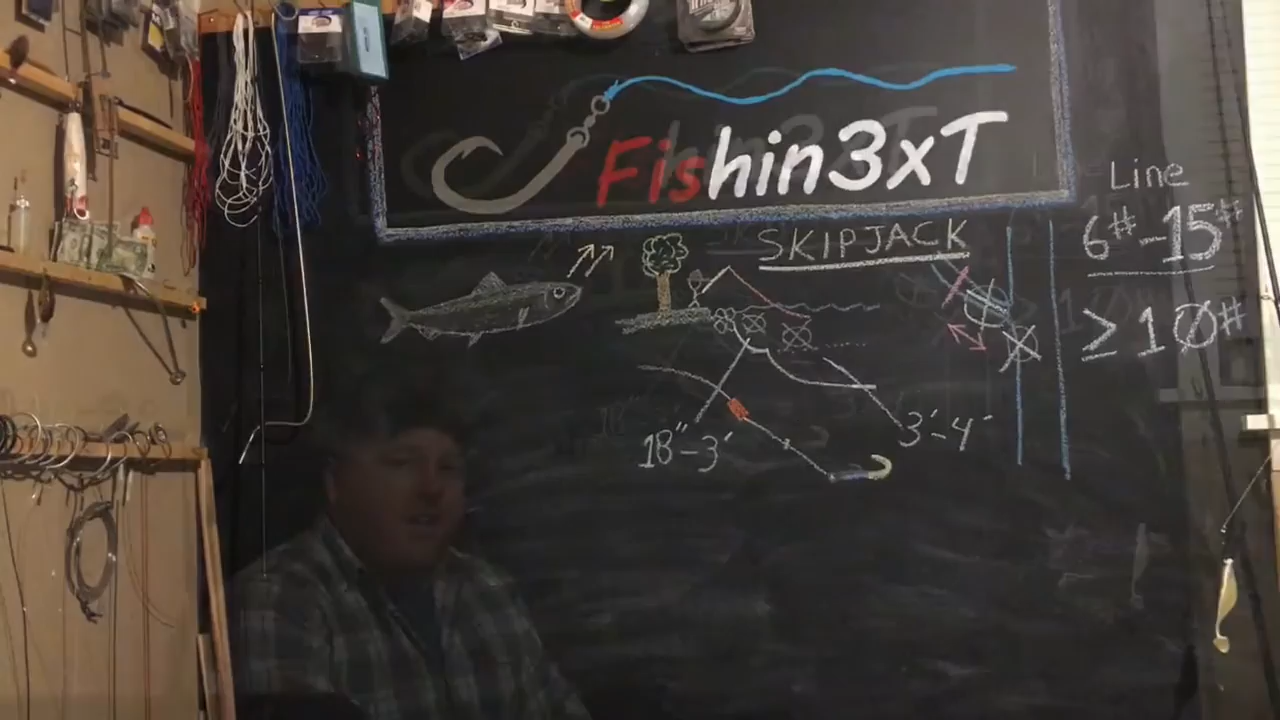 Fishin3xT
SKIPJACK
Line
6#-15#
≥10#
18"-3'
3'-4'